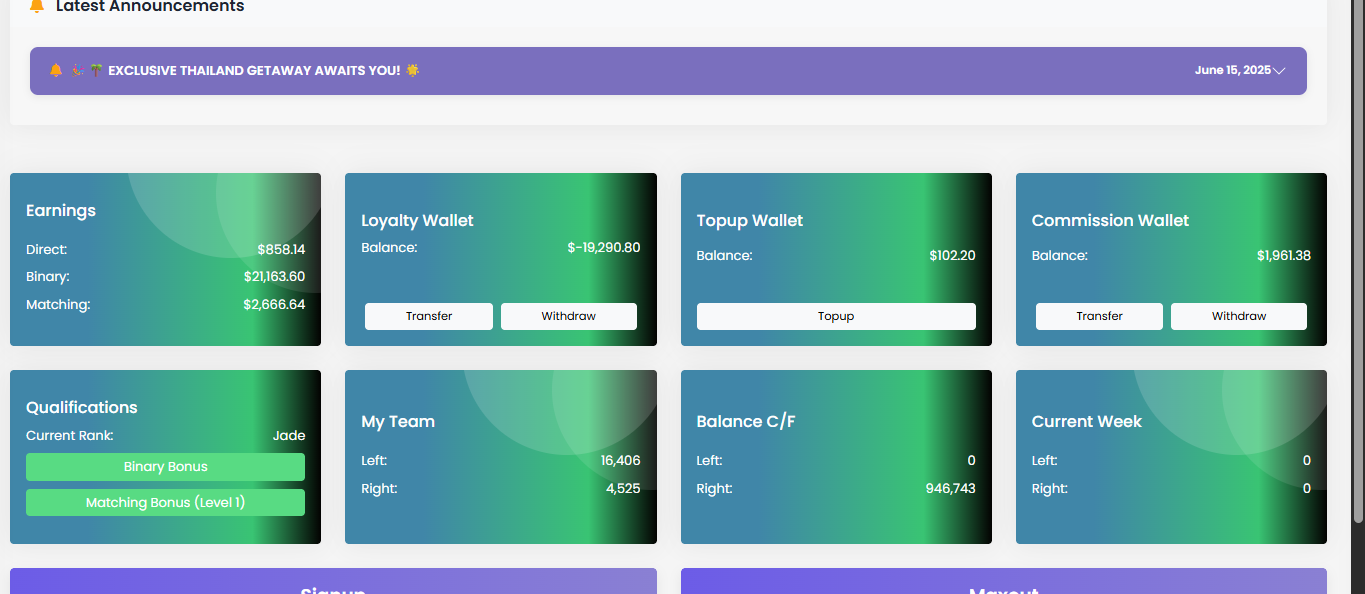 Latest Announcements
EXCLUSIVE THAILAND GETAWAY AWAITS YOU!
June 15, 2025
Earnings
Direct: $858.14
Binary: $21,163.60
Matching: $2,666.64
Loyalty Wallet
Balance: $-19,290.80
Transfer Withdraw
Topup Wallet
Balance: $102.20
Topup
Commission Wallet
Balance: $1,961.38
Transfer Withdraw
Qualifications
Current Rank: Jade
Binary Bonus
Matching Bonus (Level 1)
My Team
Left: 16,406
Right: 4,525
Balance C/F
Left: 0
Right: 946,743
Current Week
Left: 0
Right: 0
Signup
Maxout